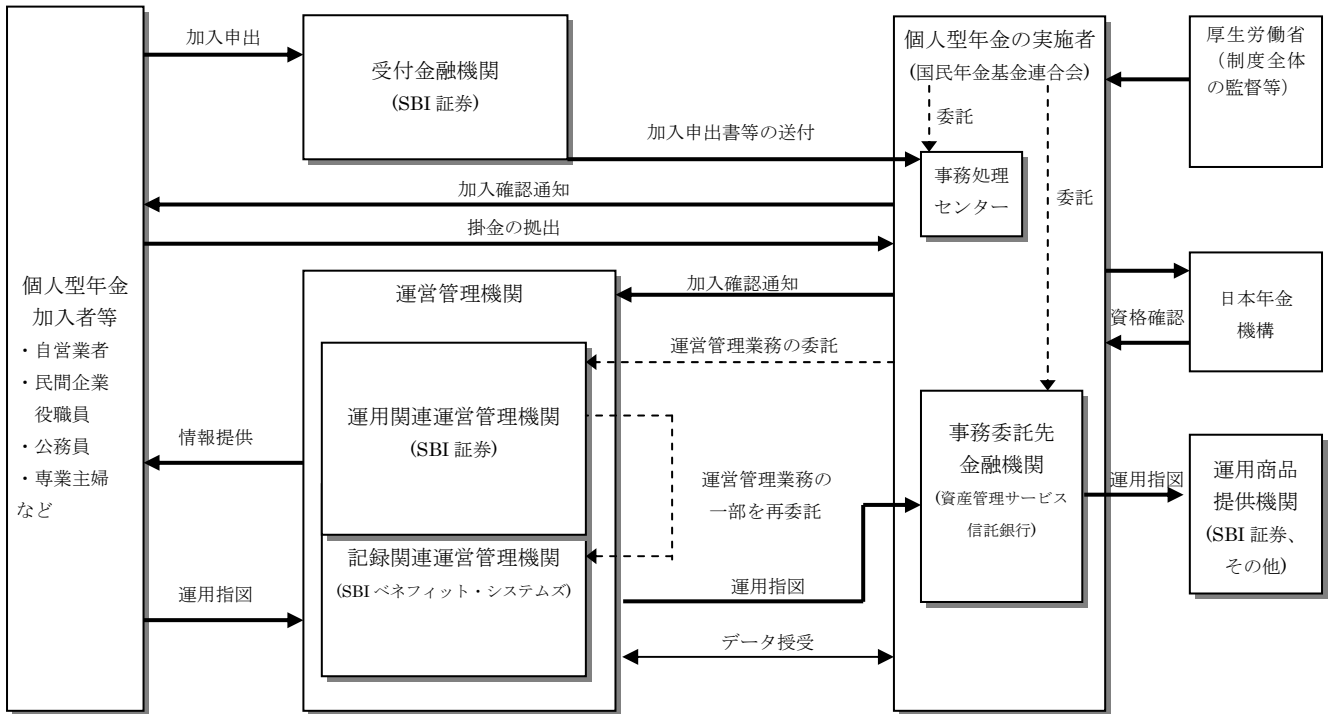 加入申出
受付金融機関
(SBI 証券)
加入申出書等の送付
加入確認通知
掛金の拠出
個人型年金
加入者等
・自営業者
・民間企業
役職員
・公務員
・専業主婦
など
運営管理機関
運用関連運営管理機関
(SBI 証券)
記録関連運営管理機関
(SBI ベネフィット・システムズ)
情報提供
運用指図
加入確認通知
運営管理業務の委託
運営管理業務の
一部を再委託
運用指図
データ授受
個人型年金の実施者
(国民年金基金連合会)
委託
事務処理
センター
委託
事務委託先
金融機関
(資産管理サービス
信託銀行)
厚生労働省
（制度全体
の監督等）
資格確認
日本年金
機構
運用指図
運用商品
提供機関
(SBI 証券、
その他)